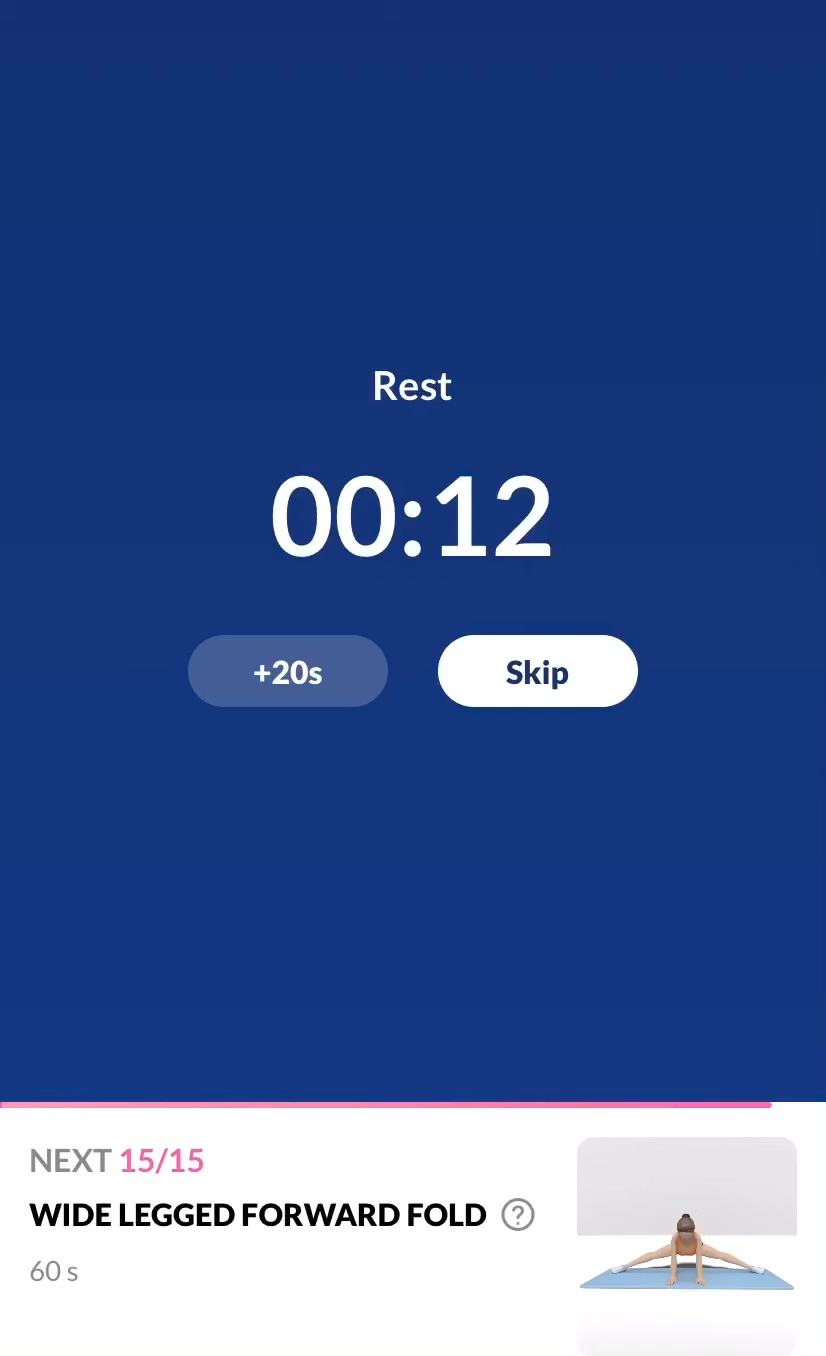 Rest
00:12
+20s Skip
NEXT 15/15
WIDE LEGGED FORWARD FOLD ?
60 s